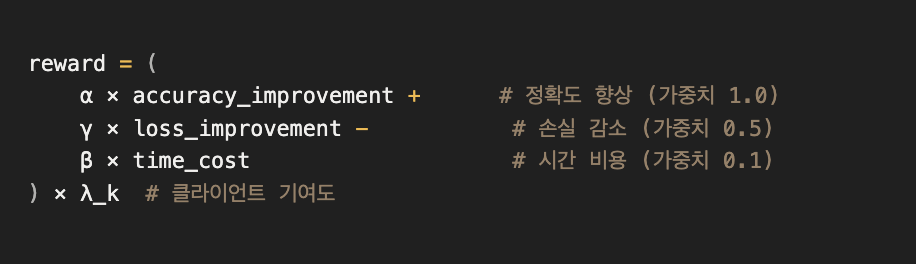 reward = (
α × accuracy_improvement + # 정확도 향상 (가중치 1.0)
γ × loss_improvement - # 손실 감소 (가중치 0.5)
β × time_cost # 시간 비용 (가중치 0.1)
) × λ_k # 클라이언트 기여도